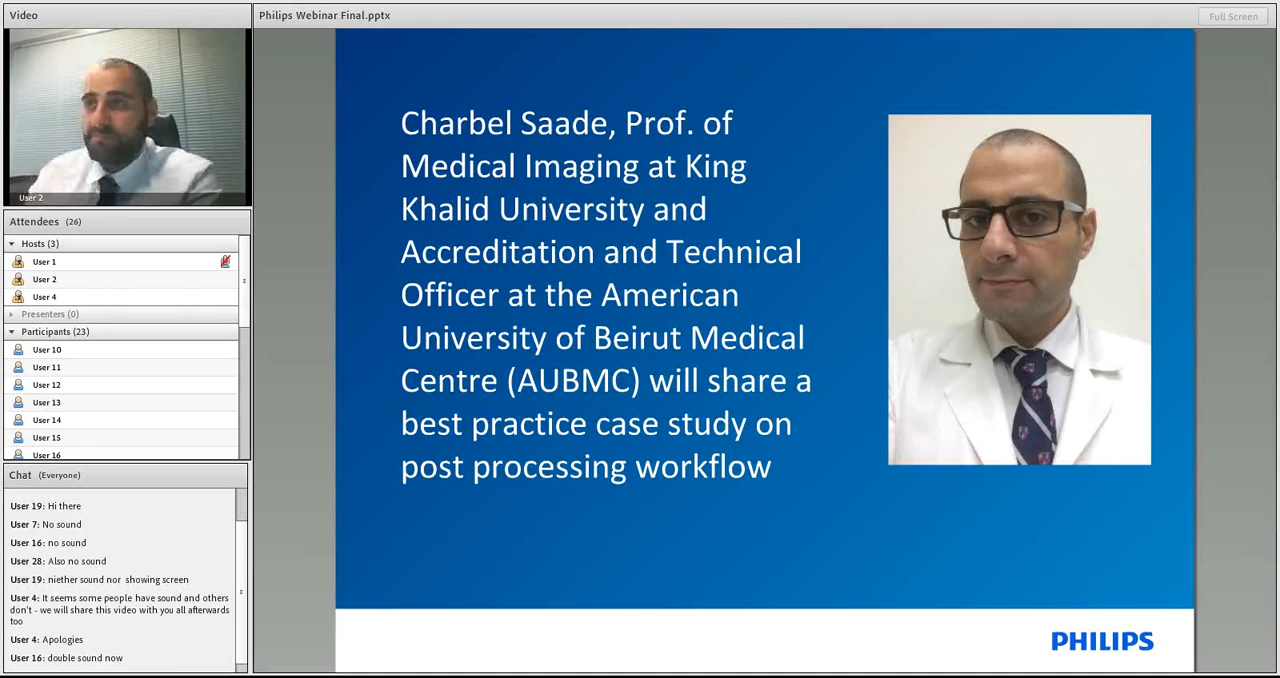 Video
User 2
Attendees (26)
Hosts (3)
User 1
User 2
User 4
Presenters (0)
Participants (23)
User 10
User 11
User 12
User 13
User 14
User 15
User 16
Chat (Everyone)
User 19: Hi there
User 7: No sound
User 16: no sound
User 28: Also no sound
User 19: niether sound nor showing screen
User 4: It seems some people have sound and others
don't - we will share this video with you all afterwards
too
User 4: Apologies
User 16: double sound now
Philips Webinar Final.pptx
Full Screen
Charbel Saade, Prof. of
Medical Imaging at King
Khalid University and
Accreditation and Technical
Officer at the American
University of Beirut Medical
Centre (AUBMC) will share a
best practice case study on
post processing workflow
PHILIPS